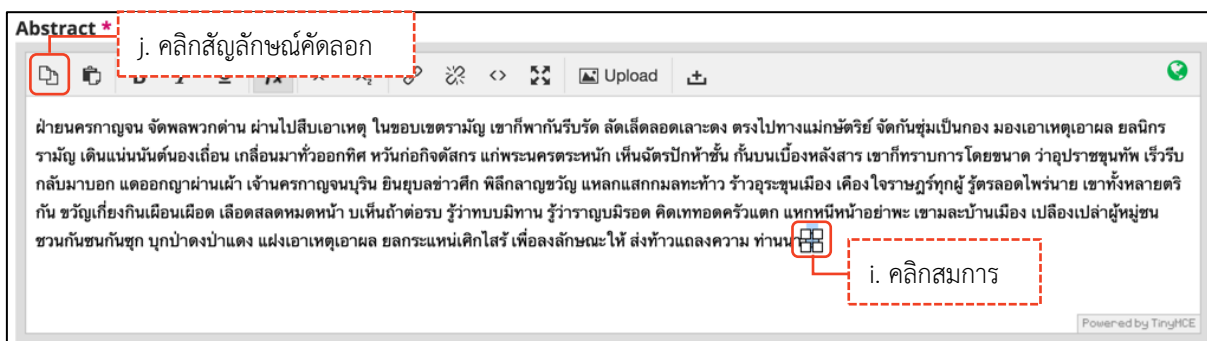 Abstract *
j. คลิกสัญลักษณ์คัดลอก
Upload
ฝ่ายนครกาญจน จัดพลพวกด่าน ผ่านไปสืบเอาเหตุ ในขอบเขตรามัญ เขาก็พากันรีบรัด ลัดเล็ดลอดเลาะดง ตรงไปทางแม่กษัตริย์ จัดกันซุ่มเป็นกอง มองเอาเหตุเอาผล ยลนิกร
รามัญ เดินแน่นนันต์นองเถื่อน เกลื่อนมาทั่วออกทิศ หวันก่อกิจดัสกร แก่พระนครตระหนัก เห็นฉัตรปักห้าชั้น กั้นบนเบื้องหลังสาร เขาก็ทราบการโดยขนาด ว่าอุปราชขุนทัพ เร็วรีบ
กลับมาบอก แดออกญาผ่านเผ้า เจ้านครกาญจนบุริน ยินยุบลข่าวศึก พิลึกลาญขวัญ แหลกแสกกมลทะท้าว ร้าวอุระขุนเมือง เคืองใจราษฎร์ทุกผู้ รู้ตรลอดไพร่นาย เขาทั้งหลายตริ
กัน ขวัญเกี่ยงกินเผือนเผือด เลือดสลดหมดหน้า บเห็นถ้าต่อรบ รู้ว่าทบบมิทาน รู้ว่าราญบมิรอด คิดเททอดครัวแตก แหกหนีหน้าอย่าพะ เขามละบ้านเมือง เปลืองเปล่าผู้หมู่ชน
ชวนกันซนกันซุก บุกป่าดงป่าแดง แฝงเอาเหตุเอาผล ยลกระแหน่เศิกไสร้ เพื่อลงลักษณะให้ ส่งท้าวแถลงความ ท่านนา
i. คลิกสมการ
Powered by TinyMCE